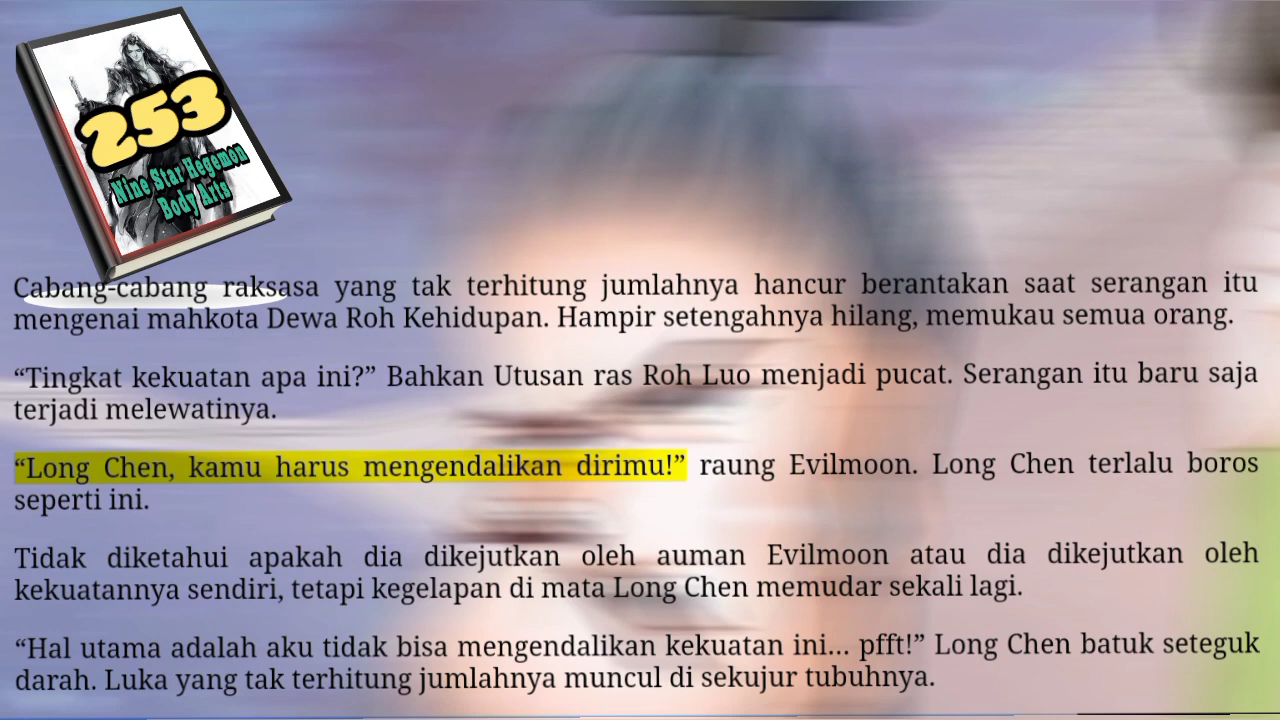 253
Nine Star Hegemon
Body Arts
Cabang-cabang raksasa yang tak terhitung jumlahnya hancur berantakan saat serangan itu
mengenai mahkota Dewa Roh Kehidupan. Hampir setengahnya hilang, memukau semua orang.
“Tingkat kekuatan apa ini?” Bahkan Utusan ras Roh Luo menjadi pucat. Serangan itu baru saja
terjadi melewatinya.
“Long Chen, kamu harus mengendalikan dirimu!” raung Evilmoon. Long Chen terlalu boros
seperti ini.
Tidak diketahui apakah dia dikejutkan oleh auman Evilmoon atau dia dikejutkan oleh
kekuatannya sendiri, tetapi kegelapan di mata Long Chen memudar sekali lagi.
“Hal utama adalah aku tidak bisa mengendalikan kekuatan ini... pfft!” Long Chen batuk seteguk
darah. Luka yang tak terhitung jumlahnya muncul di sekujur tubuhnya.